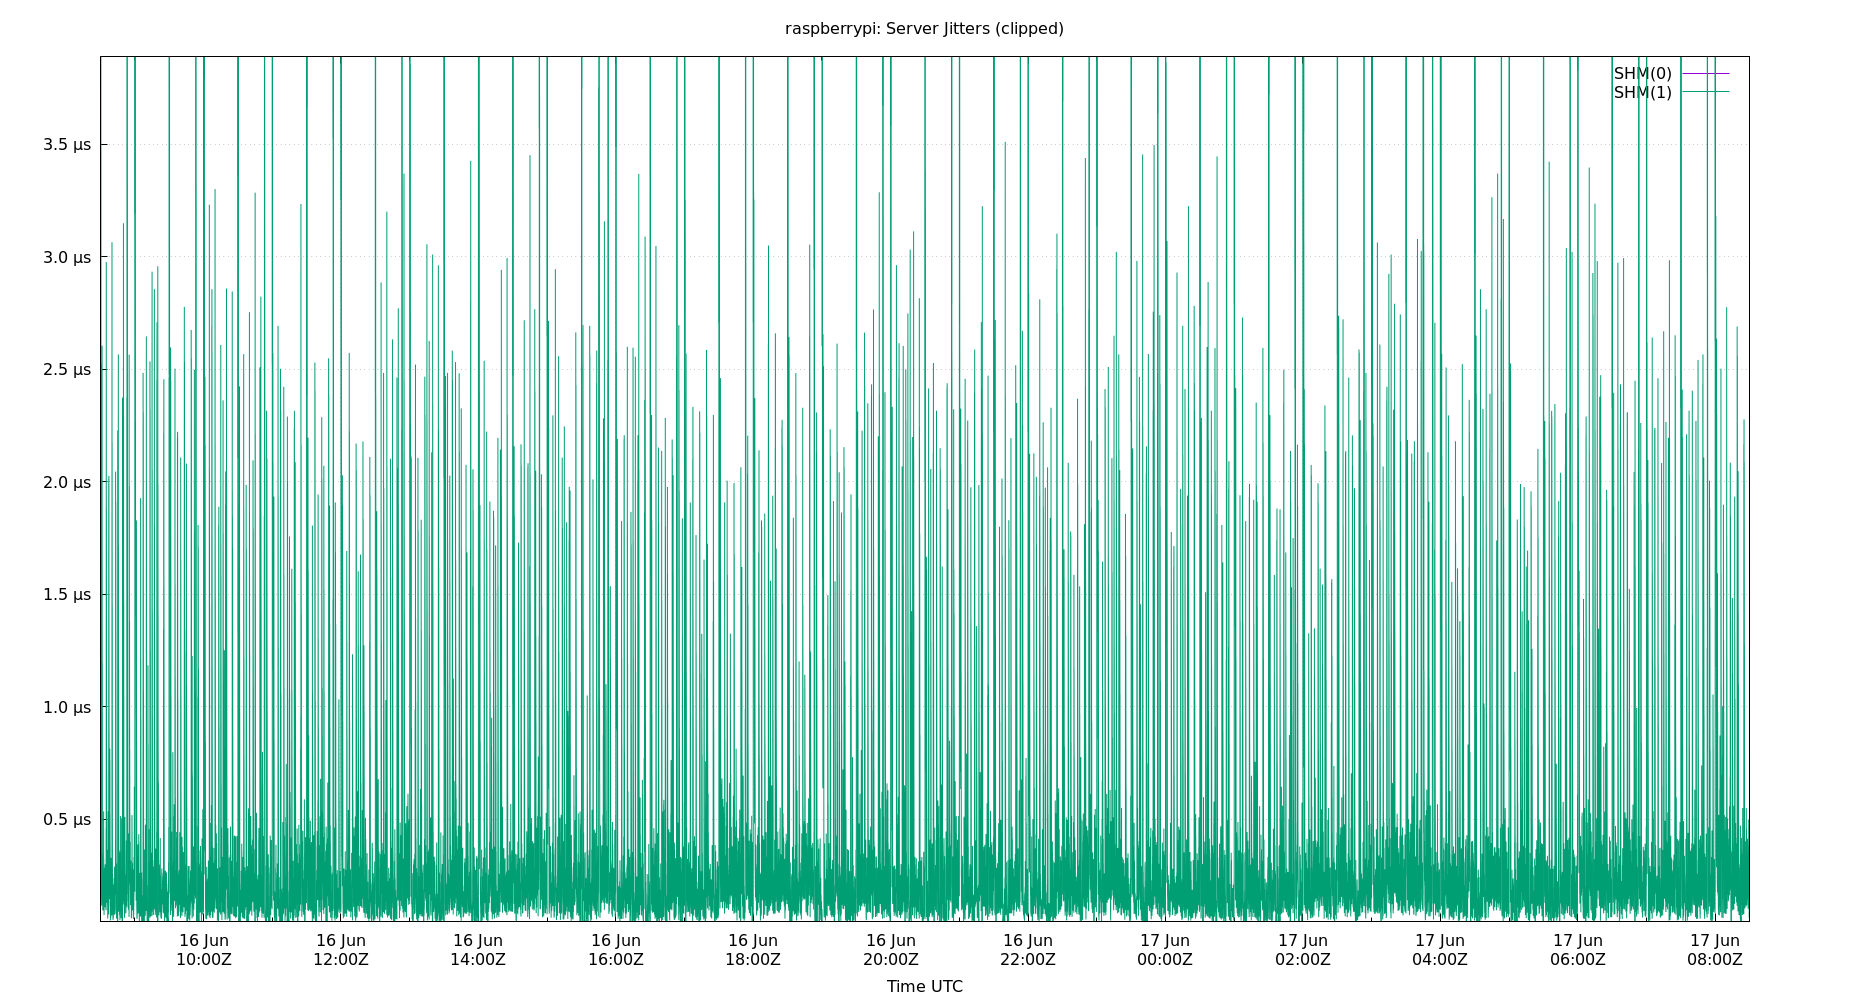 raspberrypi: Server Jitters (clipped)
SHM(0)
SHM(1)
3.5 µs
3.0 µs
2.5 µs
2.0 µs
1.5 µs
1.0 µs
0.5 µs
16 Jun 16 Jun 16 Jun 16 Jun 16 Jun 16 Jun 16 Jun 17 Jun 17 Jun 17 Jun 17 Jun 17 Jun
10:00Z 12:00Z 14:00Z 16:00Z 18:00Z 20:00Z 22:00Z 00:00Z 02:00Z 04:00Z 06:00Z 08:00Z
Time UTC